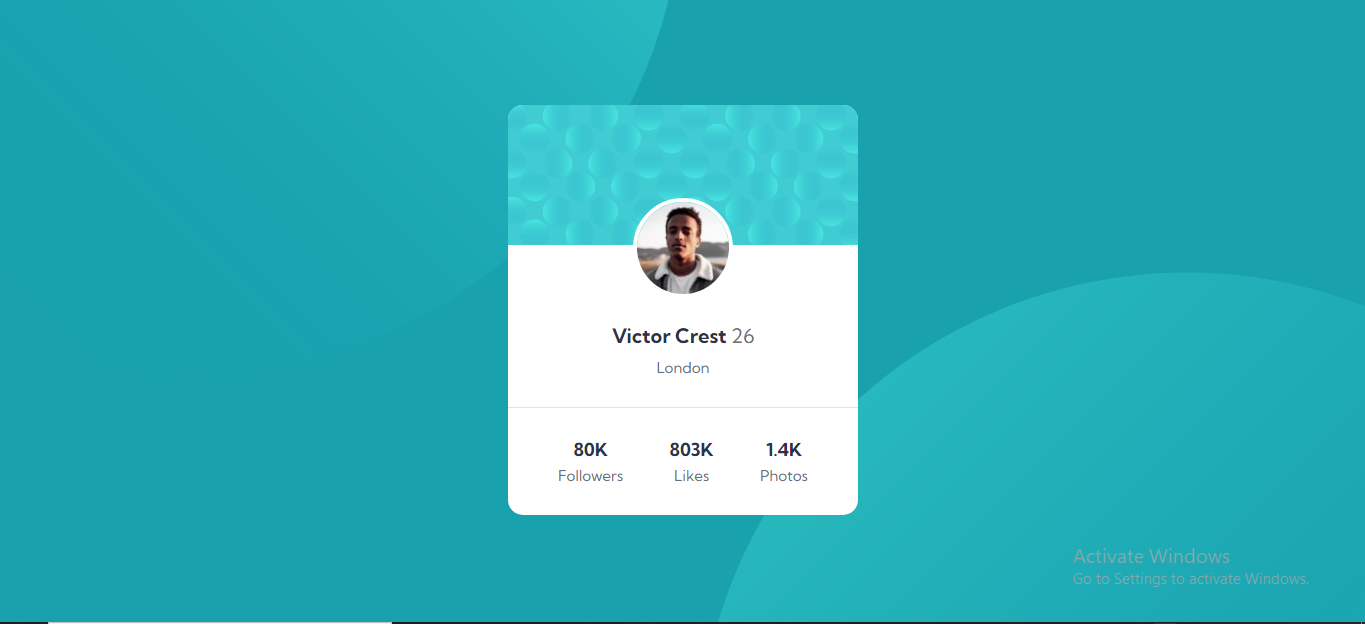 Victor Crest 26
London
80K 803K 1.4K
Followers Likes Photos
Activate Windows
Go to Settings to activate Windows.